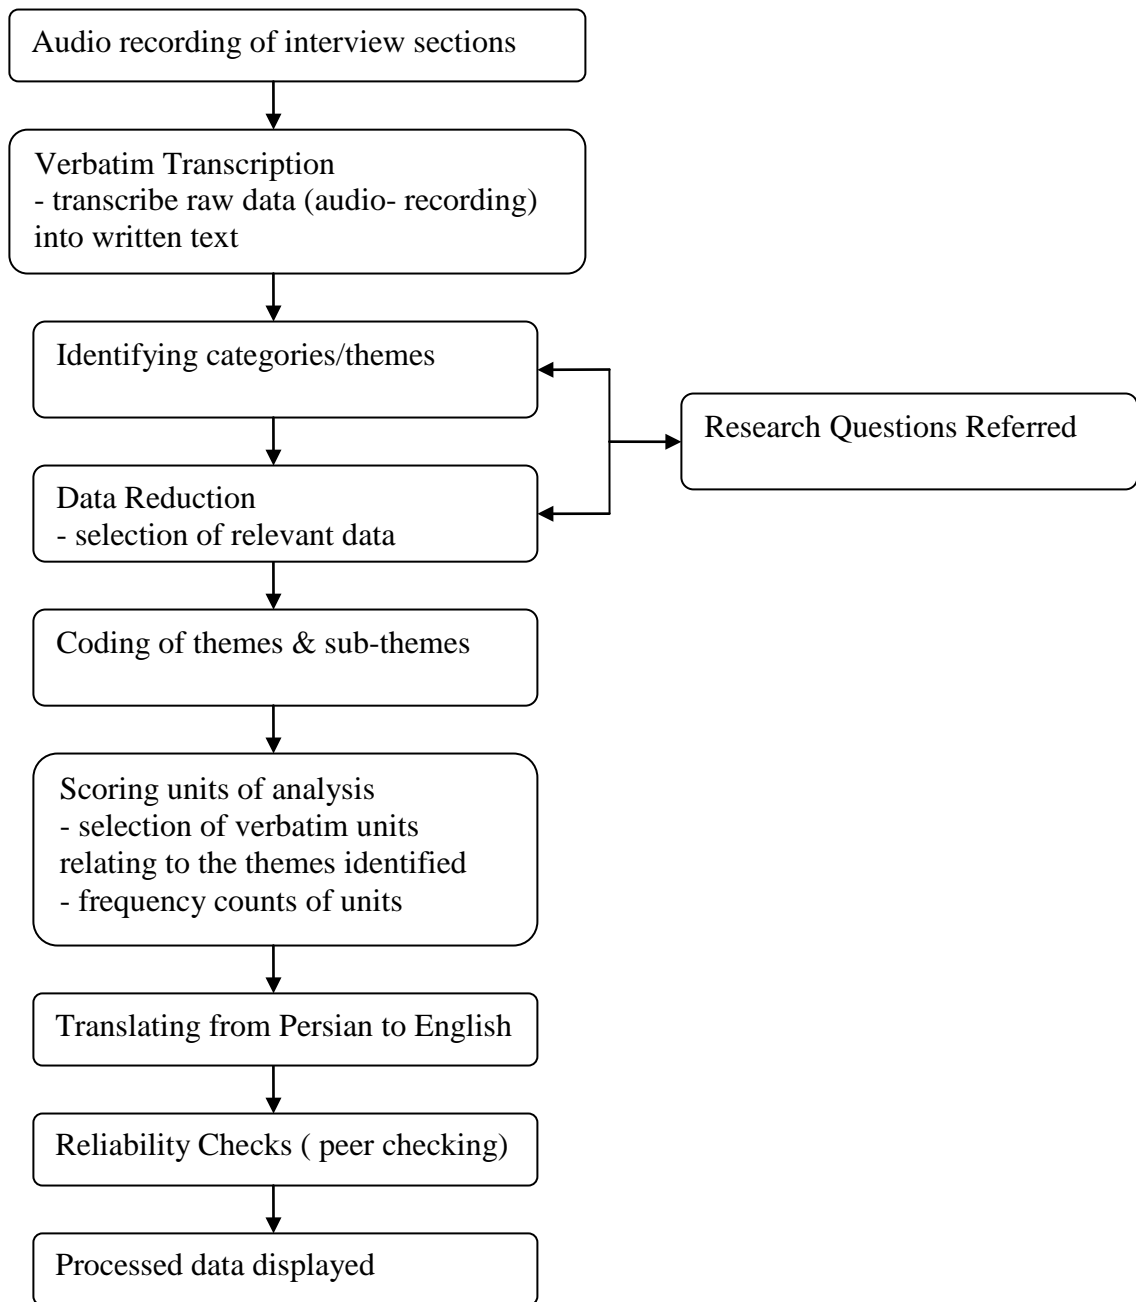 Audio recording of interview sections
Verbatim Transcription
- transcribe raw data (audio- recording)
into written text
Identifying categories/themes
Research Questions Referred
Data Reduction
- selection of relevant data
Coding of themes & sub-themes
Scoring units of analysis
- selection of verbatim units
relating to the themes identified
- frequency counts of units
Translating from Persian to English
Reliability Checks ( peer checking)
Processed data displayed